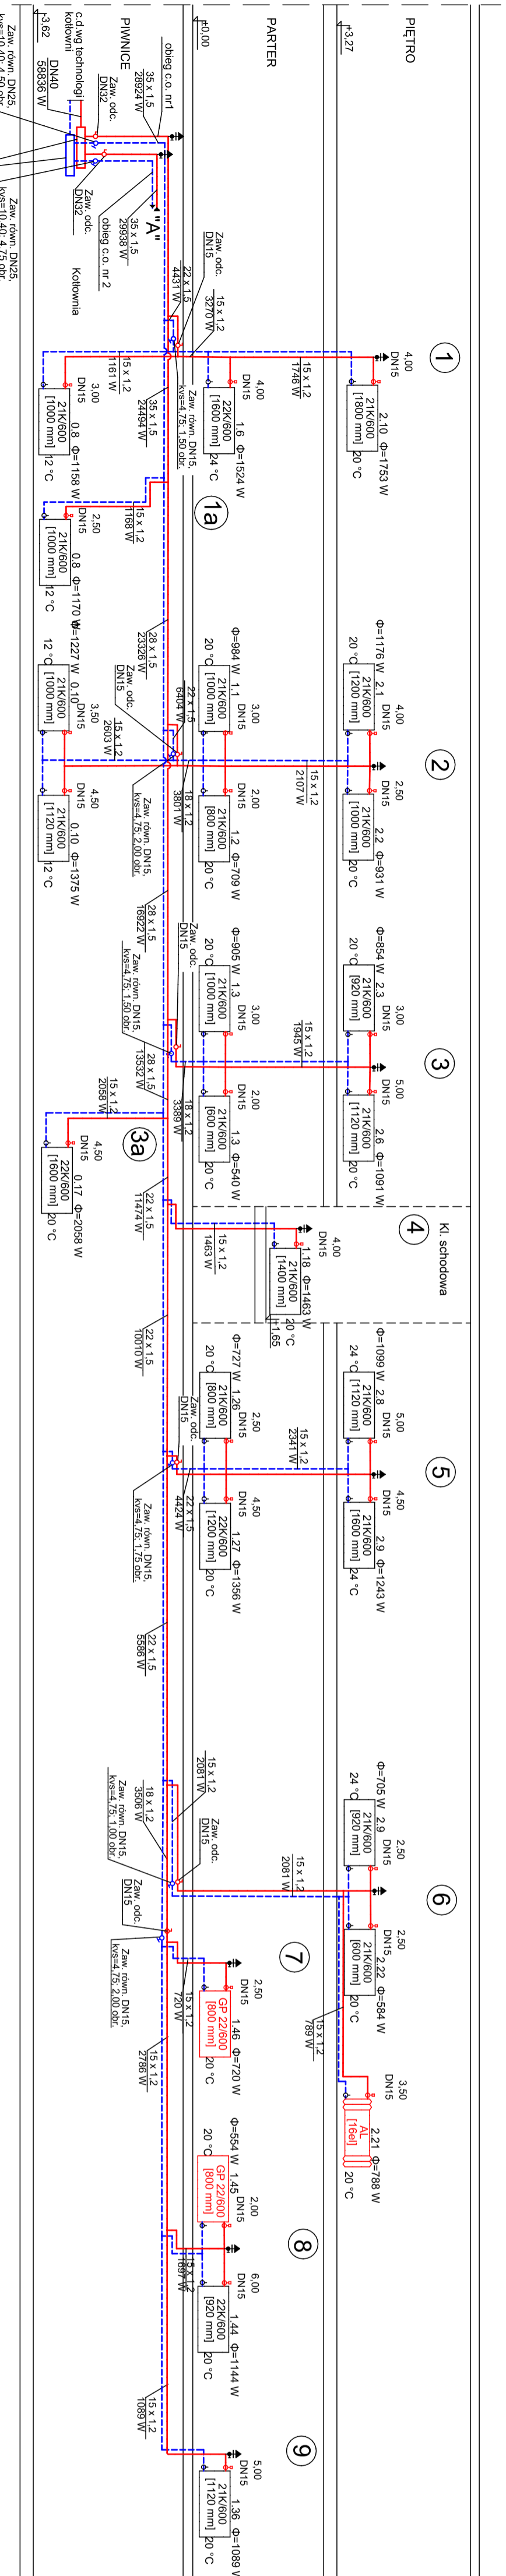 PIĘTRO
+3,27
PARTER
±0,00
PIWNICE
-3,62
c.d.wg technologi
kotłowni
DN40
58836 W
Zaw. odc.
DN32
obieg c.o. nr1
35 x 1,5
28924 W
Zaw. odc.
DN32
obieg c.o. nr 2
35 x 1,5
29938 W
"A"
Kotłownia
Zaw. równ. DN25,
kvs=10,40; 4,50 obr.
Zaw. równ. DN25,
kvs=10,40; 4,75 obr.
22 x 1,5
4431 W
Zaw. odc.
DN15
15 x 1,2
3270 W
Zaw. równ. DN15,
kvs=4,75; 1,50 obr.
1
4,00
DN15
15 x 1,2
1746 W
2,10 Φ=1753 W
21K/600
[1800 mm]
20 °C
4,00
DN15
1,6 Φ=1524 W
22K/600
[1600 mm]
24 °C
15 x 1,2
1161 W
3,00
DN15
0,8 Φ=1158 W
21K/600
[1000 mm]
12 °C
35 x 1,5
24494 W
1a
15 x 1,2
1168 W
2,50
DN15
0,8 Φ=1170 W
21K/600
[1000 mm]
12 °C
28 x 1,5
23326 W
2
Φ=1176 W 2,1
21K/600
[1200 mm]
20 °C
4,00
DN15
2,50
DN15
2,2 Φ=931 W
21K/600
[1000 mm]
20 °C
15 x 1,2
2107 W
Φ=984 W 1,1
21K/600
[1200 mm]
20 °C
3,00
DN15
2,00
DN15
1,2 Φ=709 W
21K/600
[800 mm]
20 °C
22 x 1,5
6404 W
18 x 1,2
3801 W
Zaw. odc.
DN15
Zaw. równ. DN15,
kvs=4,75; 2,00 obr.
Φ=1227 W 0,10
21K/600
[1000 mm]
12 °C
3,50
DN15
15 x 1,2
2603 W
4,50
DN15
0,10 Φ=1375 W
21K/600
[1120 mm]
12 °C
28 x 1,5
16922 W
3
Φ=854 W 2,3
21K/600
[920 mm]
20 °C
3,00
DN15
5,00
DN15
2,6 Φ=1091 W
21K/600
[1120 mm]
20 °C
15 x 1,2
1945 W
Φ=905 W 1,3
21K/600
[1000 mm]
20 °C
3,00
DN15
2,00
DN15
1,3 Φ=540 W
21K/600
[600 mm]
20 °C
Zaw. odc.
DN15
Zaw. równ. DN15,
kvs=4,75; 1,50 obr.
18 x 1,2
3389 W
28 x 1,5
13532 W
3a
15 x 1,2
2058 W
4,50
DN15
0,17 Φ=2058 W
22K/600
[1600 mm]
20 °C
22 x 1,5
11474 W
4
Kl. schodowa
4,00
DN15
15 x 1,2
1463 W
1,18 Φ=1463 W
21K/600
[1400 mm]
20 °C
+1,65
22 x 1,5
10010 W
5
Φ=1099 W 2,8
21K/600
[1120 mm]
24 °C
5,00
DN15
4,50
DN15
2,9 Φ=1243 W
21K/600
[1600 mm]
24 °C
15 x 1,2
2341 W
Φ=727 W 1,26
21K/600
[800 mm]
20 °C
2,50
DN15
4,50
DN15
1,27 Φ=1356 W
22K/600
[1200 mm]
20 °C
Zaw. odc.
DN15
22 x 1,5
4424 W
Zaw. równ. DN15,
kvs=4,75; 1,75 obr.
22 x 1,5
5586 W
6
Φ=705 W 2,9
21K/600
[920 mm]
24 °C
2,50
DN15
2,50
DN15
2,22 Φ=584 W
21K/600
[600 mm]
20 °C
15 x 1,2
2081 W
15 x 1,2
2081 W
Zaw. odc.
DN15
18 x 1,2
3506 W
Zaw. równ. DN15,
kvs=4,75; 1,00 obr.
15 x 1,2
789 W
3,50
DN15
2,21 Φ=788 W
AL
[16el]
20 °C
7
Zaw. odc.
DN15
Zaw. równ. DN15,
kvs=4,75; 2,00 obr.
15 x 1,2
720 W
2,50
DN15
1,46 Φ=720 W
GP 22/600
[800 mm]
20 °C
15 x 1,2
2786 W
8
Φ=554 W 1,45
GP 22/600
[800 mm]
20 °C
2,00
DN15
6,00
DN15
1,44 Φ=1144 W
22K/600
[920 mm]
20 °C
15 x 1,2
1697 W
15 x 1,2
1089 W
9
5,00
DN15
1,36 Φ=1089 W
21K/600
[1120 mm]
20 °C